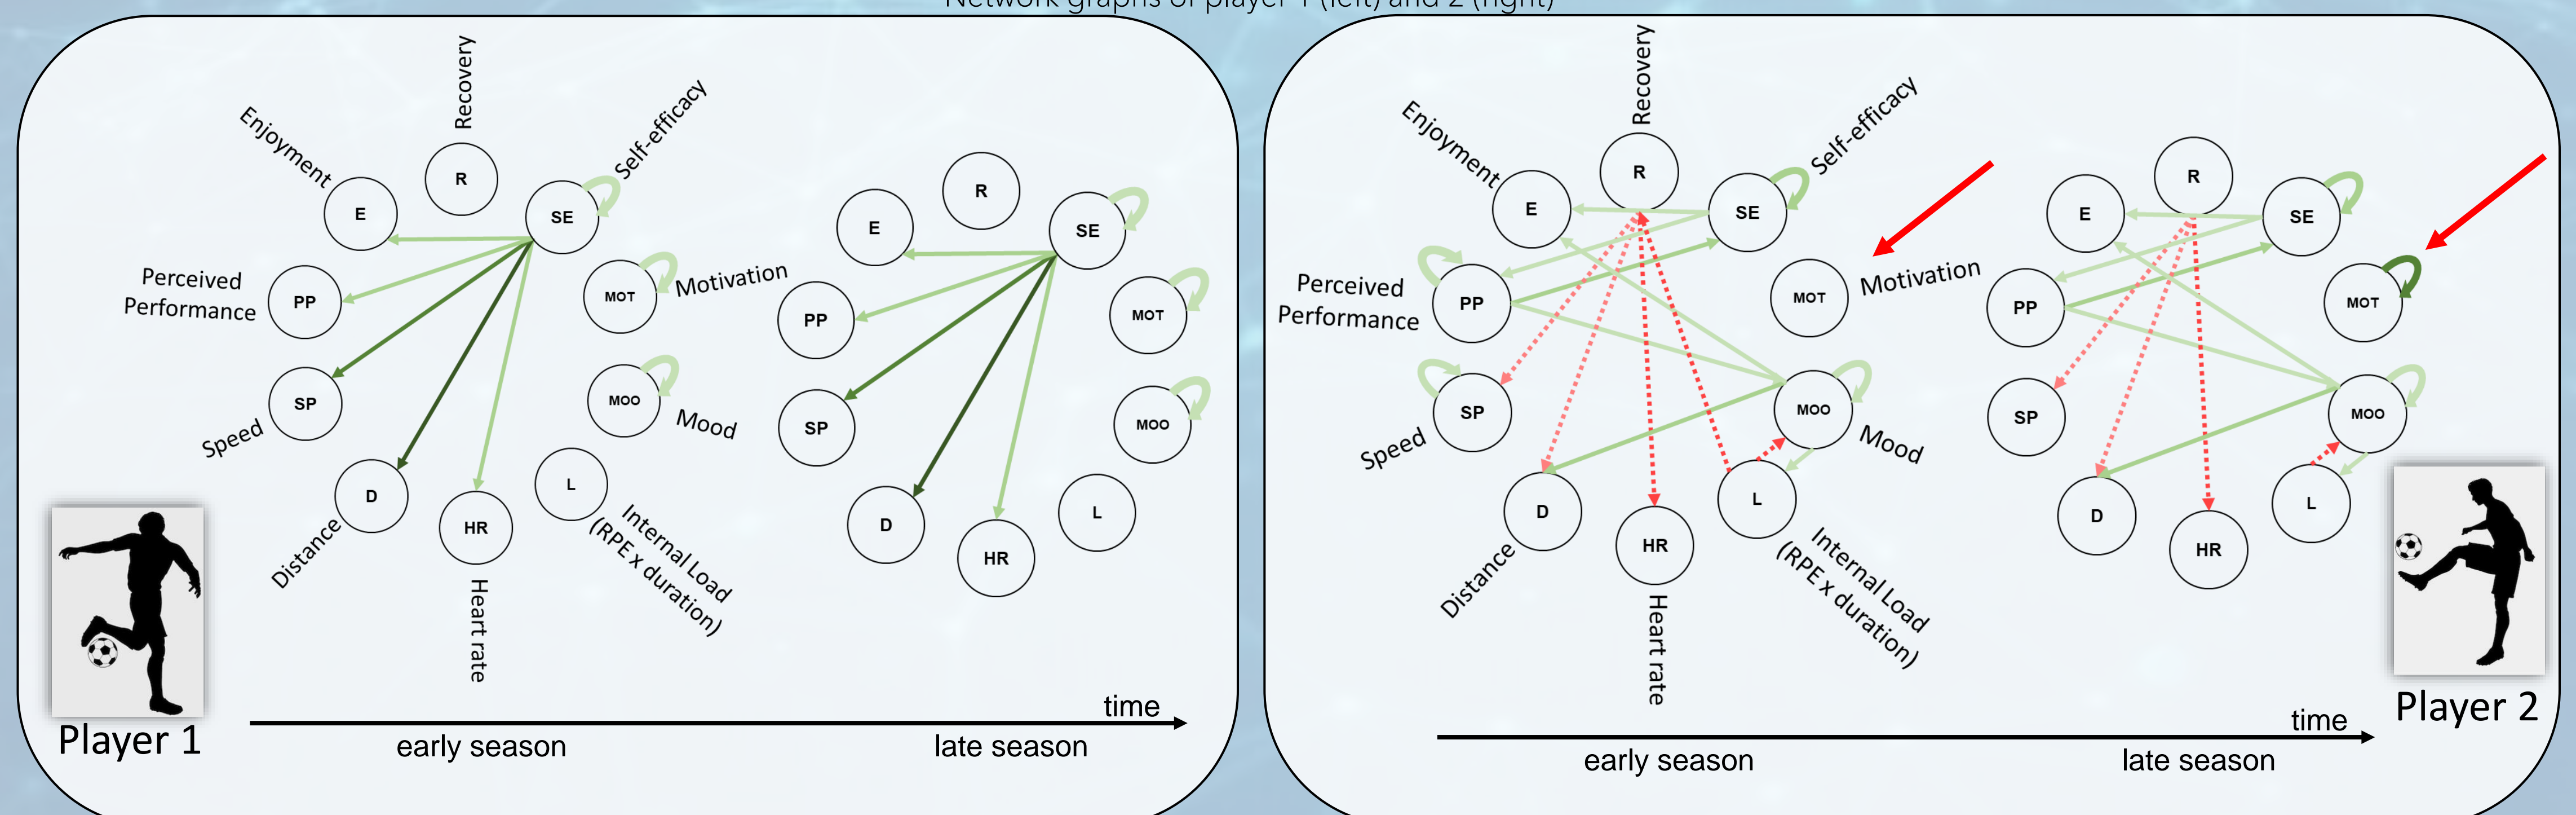 Network graphs of player 1 (left) and 2 (right)
Recovery
Enjoyment
Self-efficacy
R
E
SE
Perceived
Performance
PP
MOT
Motivation
SP
MOO
Speed
Mood
D
HR
L
Distance
Heart rate
Internal Load
(RPE x duration)
R
E
SE
PP
MOT
SP
MOO
D
HR
L
Player 1
time
early season
late season
Recovery
Enjoyment
Self-efficacy
R
E
SE
Perceived
Performance
PP
MOT
Motivation
SP
MOO
Speed
Mood
D
HR
L
Distance
Heart rate
Internal Load
(RPE x duration)
R
E
SE
PP
MOT
SP
MOO
D
HR
L
Player 2
time
early season
late season